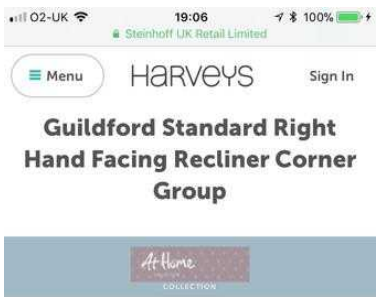 O2-UK 19:06 100%
Steinhoff UK Retail Limited
Menu HARVEYS Sign In
Guildford Standard Right
Hand Facing Recliner Corner
Group
At Home
COLLECTION